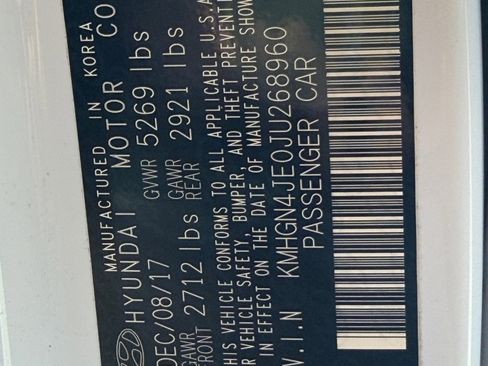 MANUFACTURED IN KOREA
HYUNDAI MOTOR CO
DEC/08/17 GVWR 5269 lbs
GAWR FRONT 2712 lbs GAWR REAR 2921 lbs
THIS VEHICLE CONFORMS TO ALL APPLICABLE U.S.A
VEHICLE SAFETY, BUMPER, AND THEFT PREVENT
IN EFFECT ON THE DATE OF MANUFACTURE SHOW
V.I.N KMHGN4JE0JU268960
PASSENGER CAR